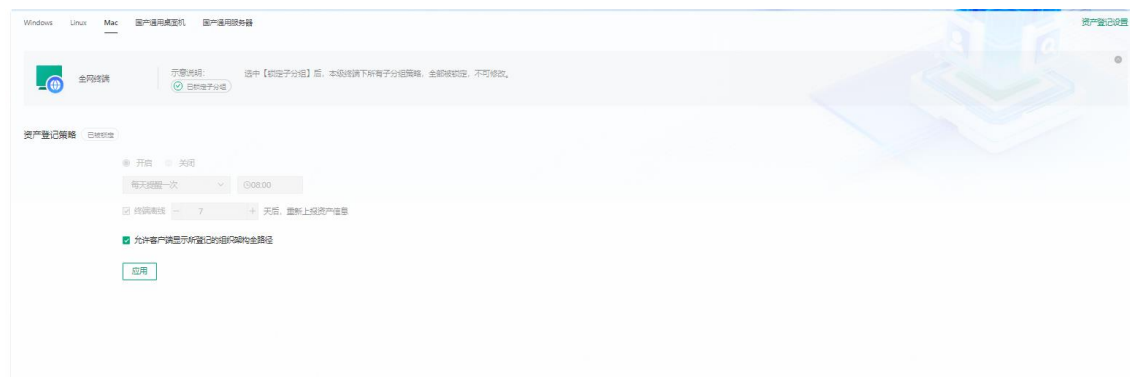 Windows Linux Mac 国产通用桌面机 国产通用服务器 资产登记设置
全网终端
示意说明: 选中【锁定子分组】后，本级终端下所有子分组策略，全部被锁定，不可修改。
已锁定子分组
资产登记策略 已被锁定
开启 关闭
每天提醒一次 08:00
终端离线 － 7 + 天后，重新上报资产信息
允许客户端显示所登记的组织架构全路径
应用